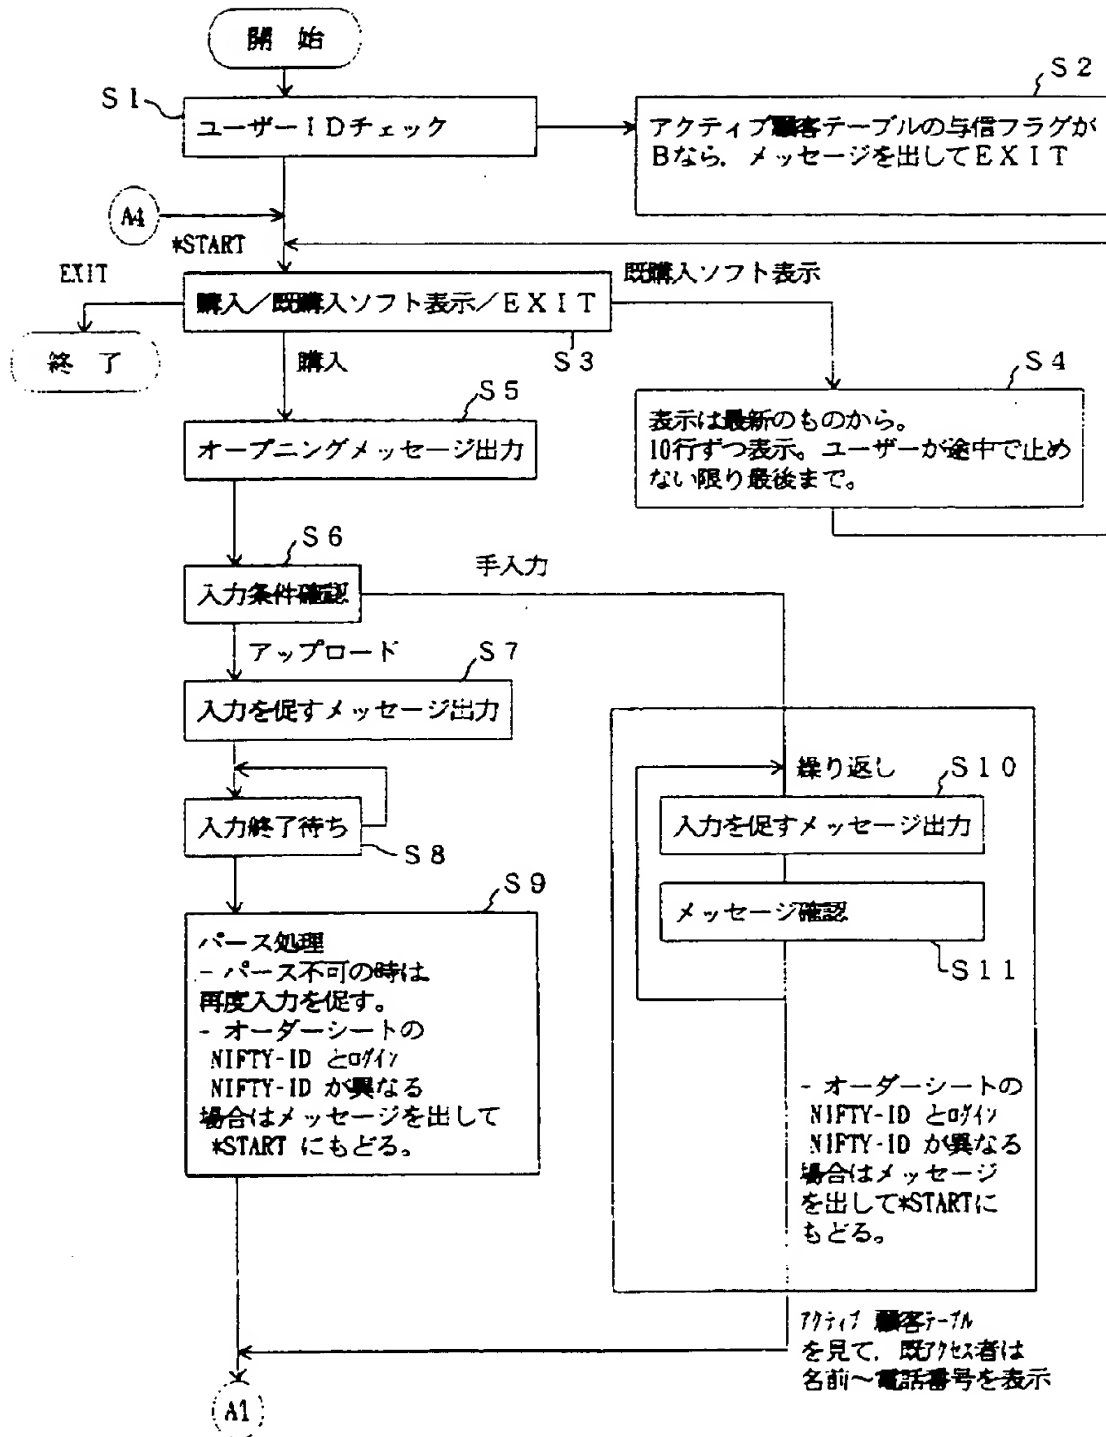 開 始
S1
ユーザーIDチェック
S2
アクティブ顧客テーブルの与信フラグが
Bなら、メッセージを出してEXIT
A4
*START
EXIT
既購入ソフト表示
購入／既購入ソフト表示／EXIT
S3
終 了
購入
S4
表示は最新のものから。
10行ずつ表示。ユーザーが途中で止め
ない限り最後まで。
S5
オープニングメッセージ出力
S6
入力条件確認
手入力
アップロード
S7
入力を促すメッセージ出力
入力終了待ち
S8
S9
パース処理
- パース不可の時は
再度入力を促す。
- オーダーシートの
NIFTY-ID とログイン
NIFTY-ID が異なる
場合はメッセージを出して
*START にもどる。
繰り返し
S10
入力を促すメッセージ出力
メッセージ確認
S11
- オーダーシートの
NIFTY-ID とログイン
NIFTY-ID が異なる
場合はメッセージ
を出して*STARTに
もどる。
アクティブ 顧客テーブル
を見て、既アクセス者は
名前～電話番号を表示
A1